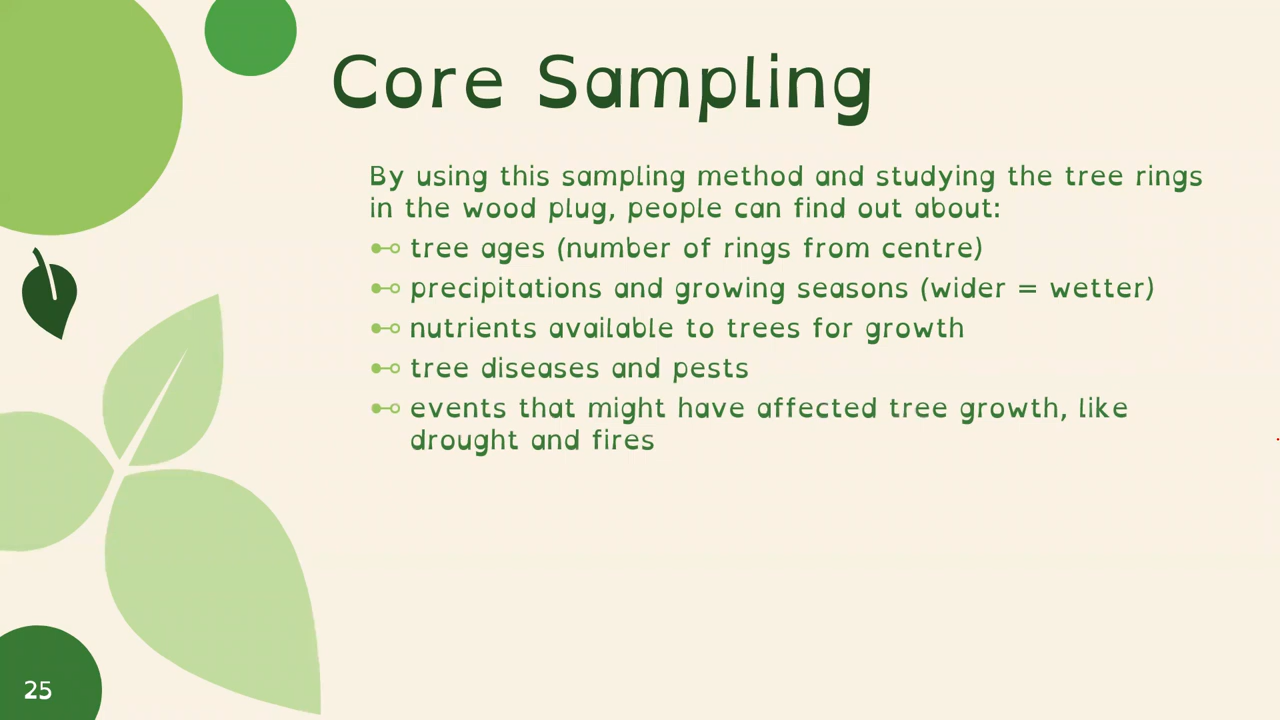 Core Sampling
By using this sampling method and studying the tree rings
in the wood plug, people can find out about:
tree ages (number of rings from centre)
precipitations and growing seasons (wider = wetter)
nutrients available to trees for growth
tree diseases and pests
events that might have affected tree growth, like
drought and fires
25